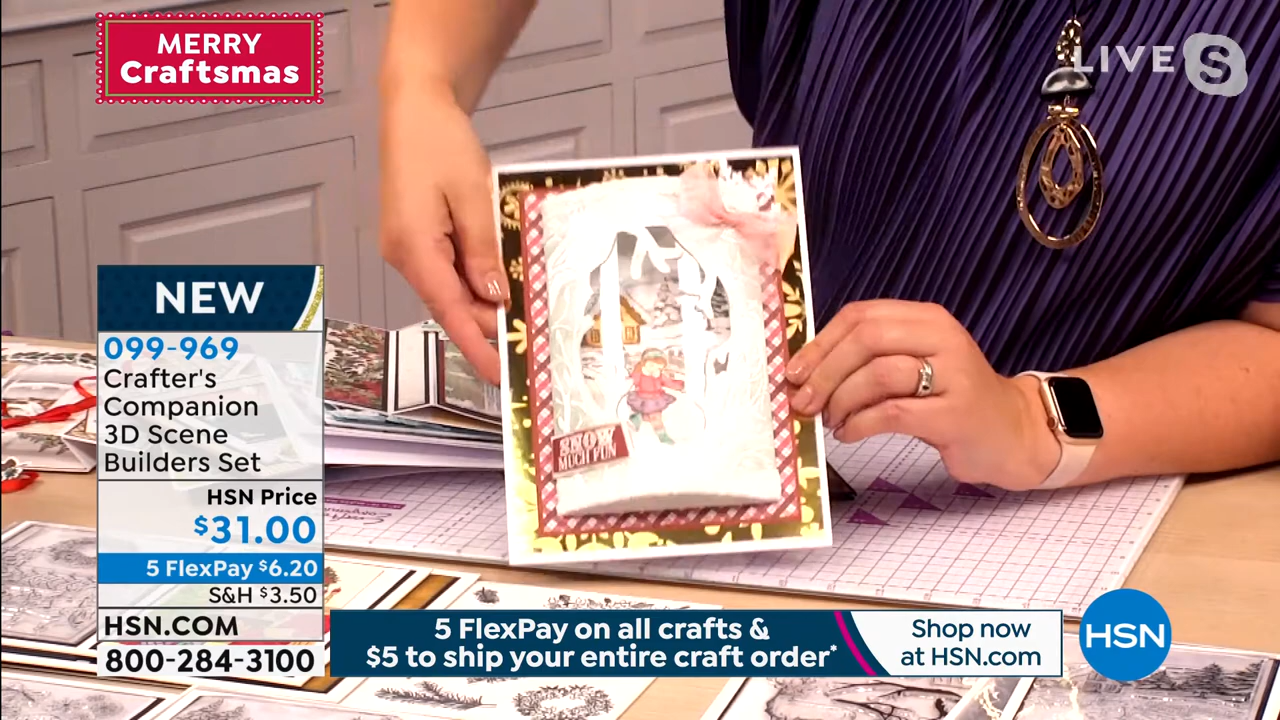 MERRY
Craftsmas
LIVE S
NEW
099-969
Crafter's
Companion
3D Scene
Builders Set
HSN Price
$31.00
5 FlexPay $6.20
S&H $3.50
HSN.COM
800-284-3100
SNOW
MUCH FUN
5 FlexPay on all crafts &
$5 to ship your entire craft order*
Shop now
at HSN.com
HSN